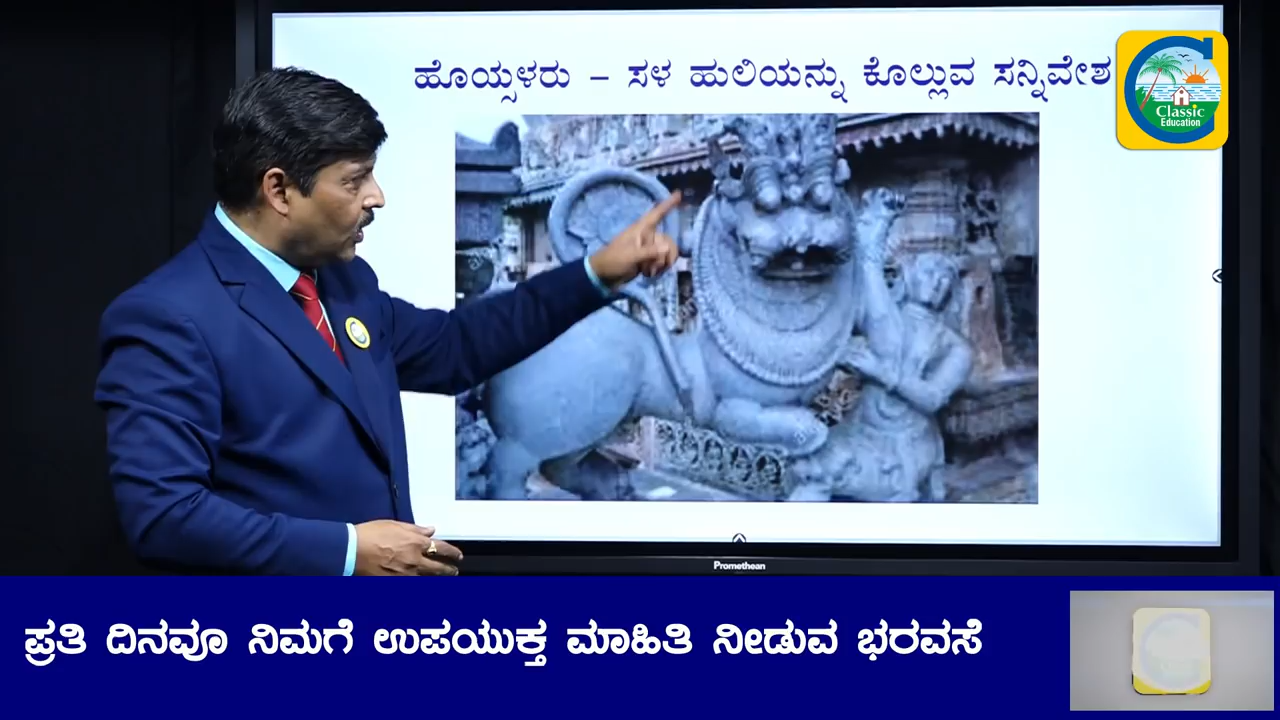 ಹೊಯ್ಸಳರು – ಸಳ ಹುಲಿಯನ್ನು ಕೊಲ್ಲುವ ಸನ್ನಿವೇಶ
Classic
Education
Promethean
ಪ್ರತಿ ದಿನವೂ ನಿಮಗೆ ಉಪಯುಕ್ತ ಮಾಹಿತಿ ನೀಡುವ ಭರವಸೆ